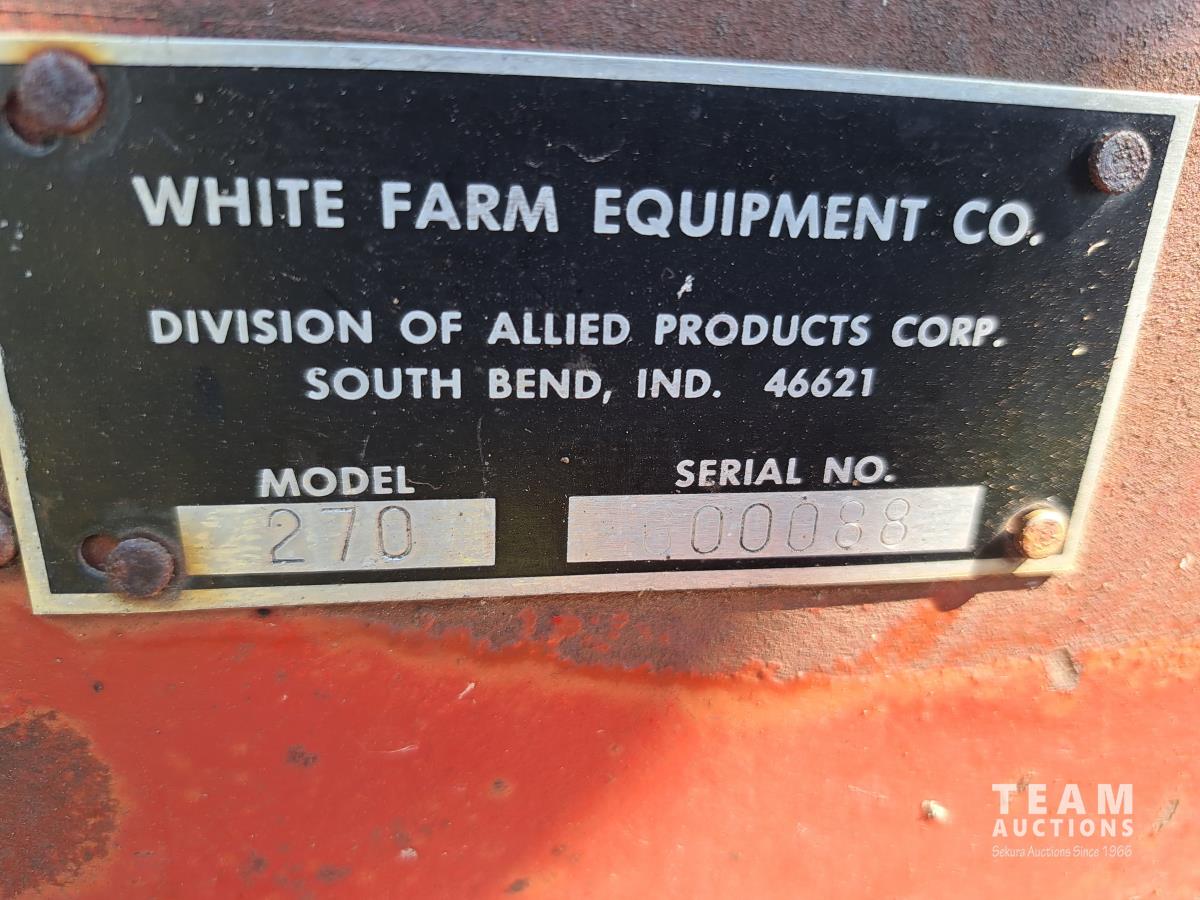 WHITE FARM EQUIPMENT CO.
DIVISION OF ALLIED PRODUCTS CORP.
SOUTH BEND, IND. 46621
MODEL SERIAL NO.
270 000088
TEAM
AUCTIONS
Sekura Auctions Since 1966